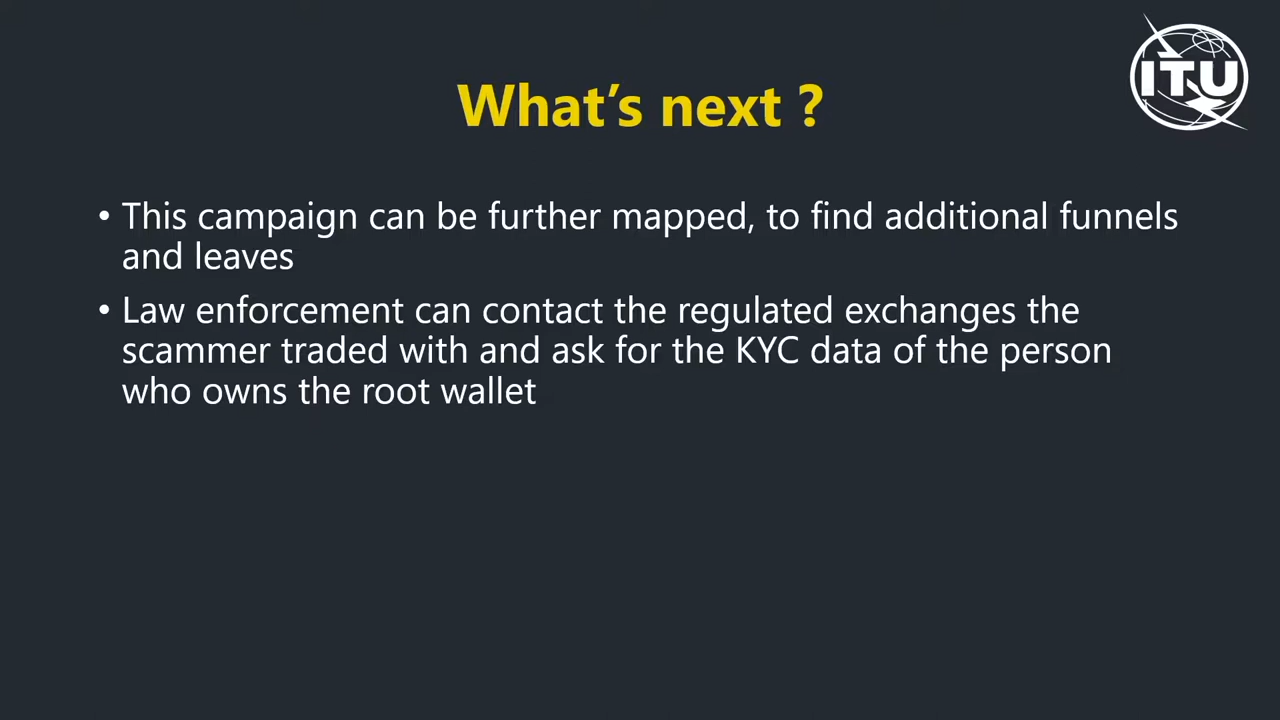 ITU
What's next ?
• This campaign can be further mapped, to find additional funnels
and leaves
• Law enforcement can contact the regulated exchanges the
scammer traded with and ask for the KYC data of the person
who owns the root wallet